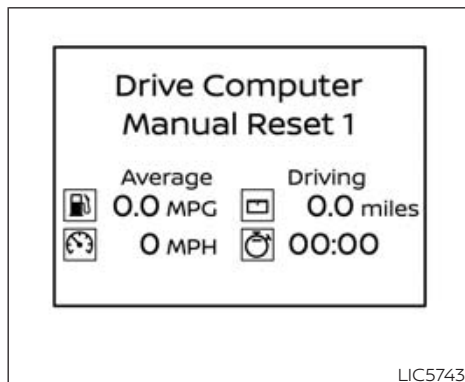 Drive Computer
Manual Reset 1
Average Driving
0.0 MPG 0.0 miles
0 MPH 00:00
LIC5743